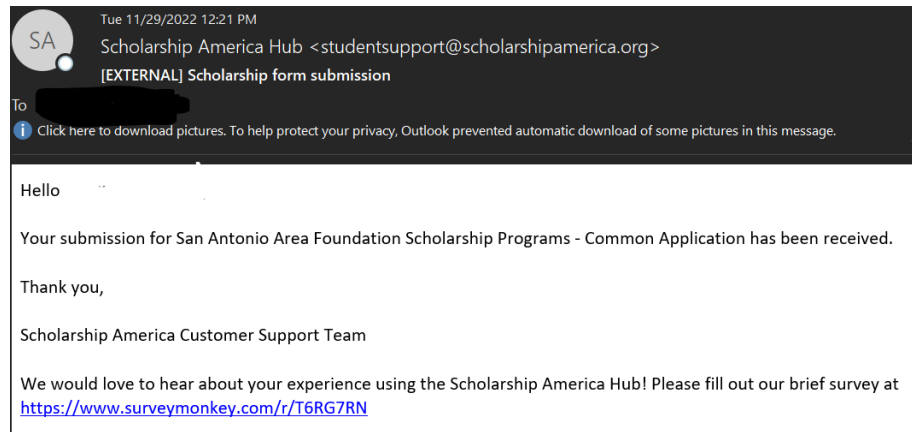 Tue 11/29/2022 12:21 PM
SA
Scholarship America Hub <studentsupport@scholarshipamerica.org>
[EXTERNAL] Scholarship form submission
To
Click here to download pictures. To help protect your privacy, Outlook prevented automatic download of some pictures in this message.
Hello
Your submission for San Antonio Area Foundation Scholarship Programs - Common Application has been received.
Thank you,
Scholarship America Customer Support Team
We would love to hear about your experience using the Scholarship America Hub! Please fill out our brief survey at
https://www.surveymonkey.com/r/T6RG7RN